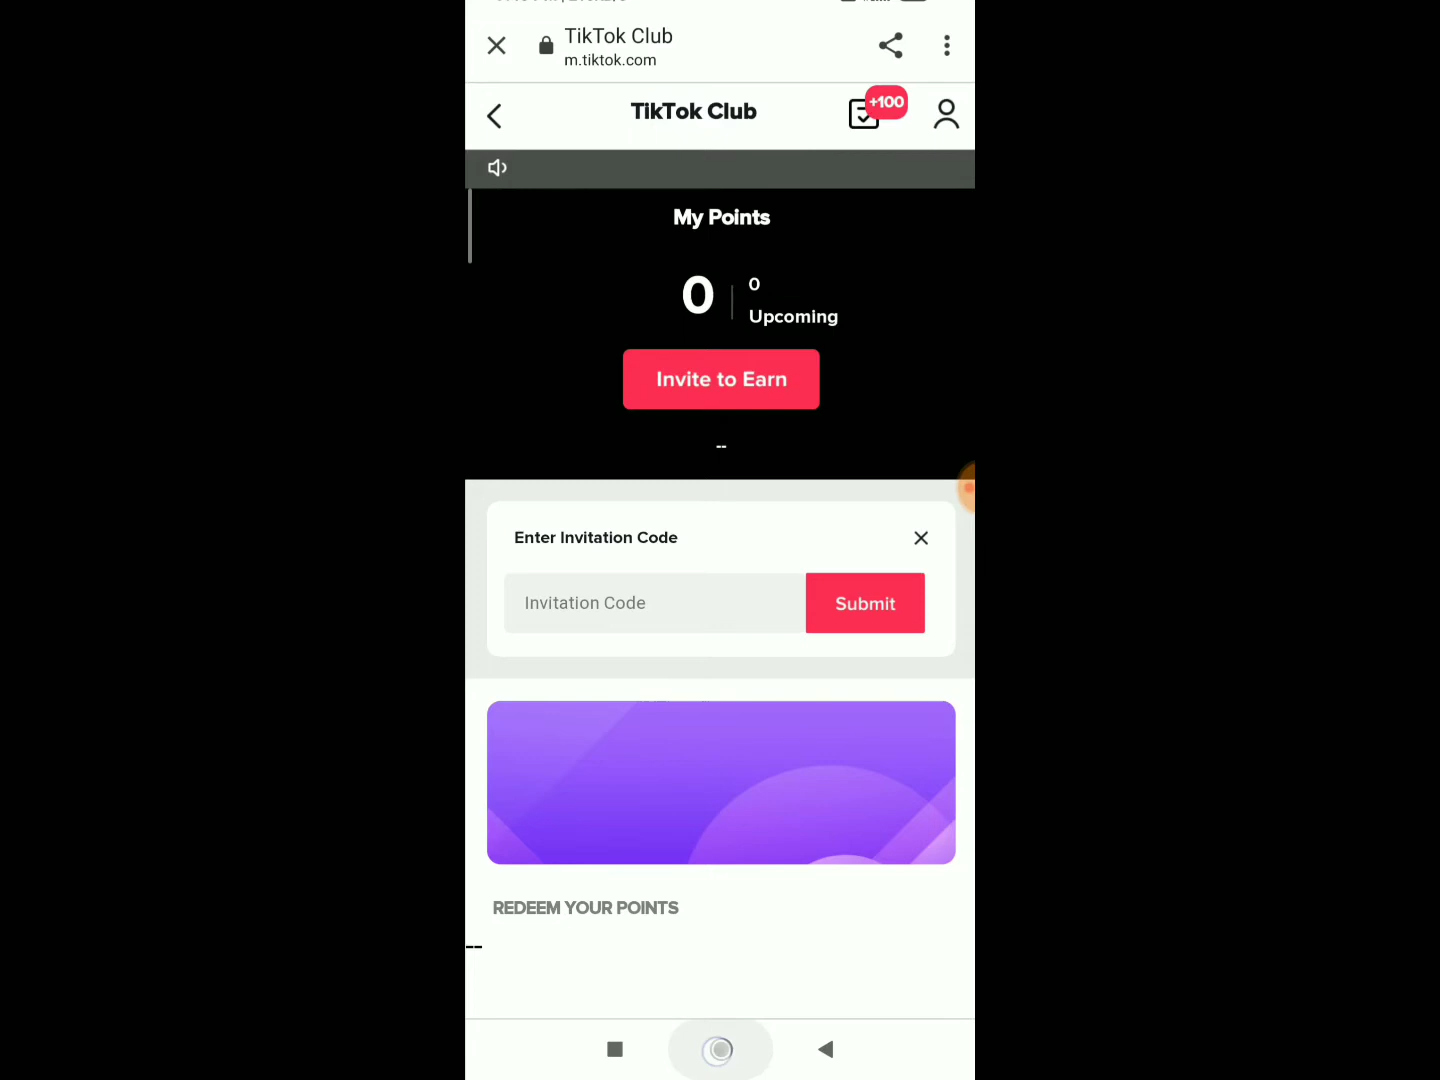 TikTok Club
m.tiktok.com
TikTok Club
+100
My Points
0
0
Upcoming
Invite to Earn
--
Enter Invitation Code
Invitation Code
Submit
REDEEM YOUR POINTS
--